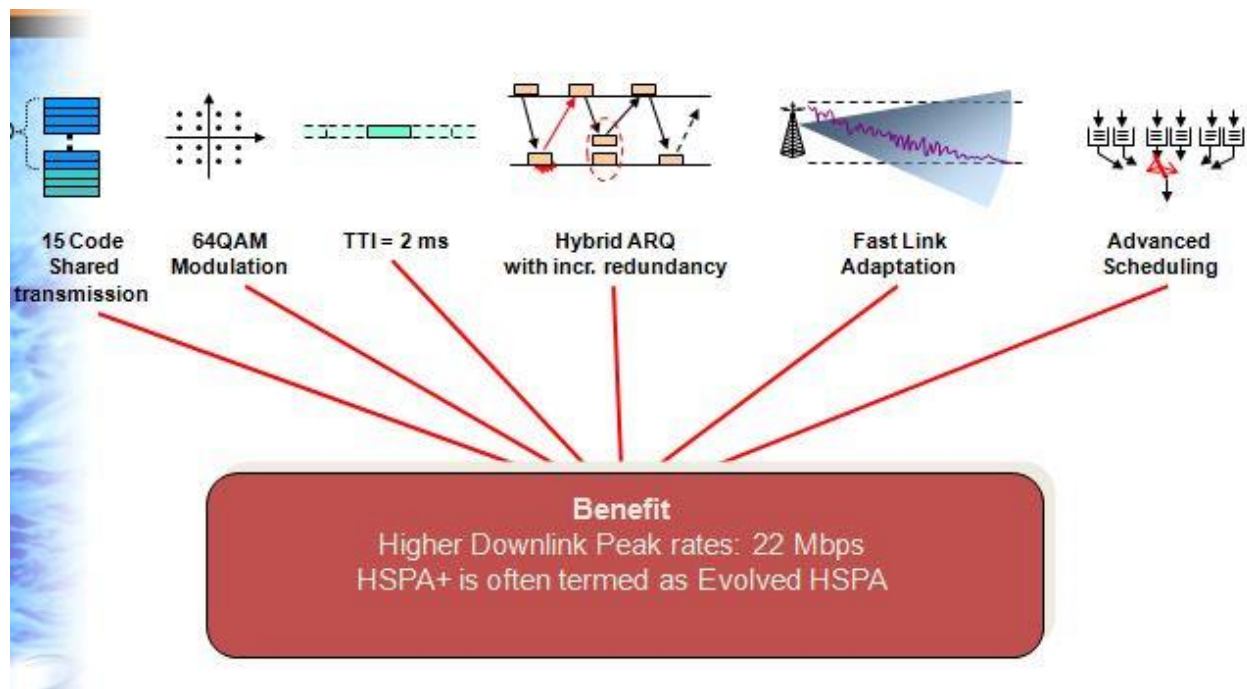 15 Code
Shared
transmission
64QAM
Modulation
TTI = 2 ms
Hybrid ARQ
with incr. redundancy
Fast Link
Adaptation
Advanced
Scheduling
Benefit
Higher Downlink Peak rates: 22 Mbps
HSPA+ is often termed as Evolved HSPA